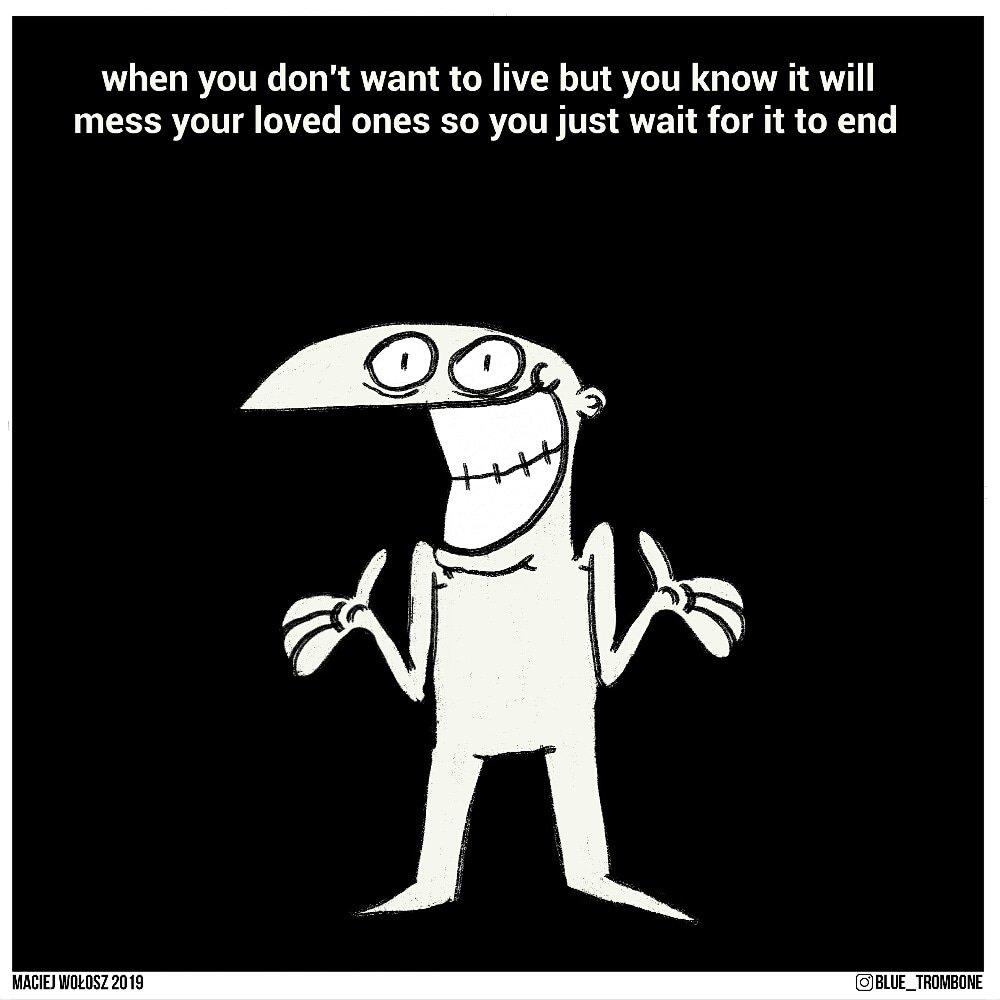 when you don't want to live but you know it will
mess your loved ones so you just wait for it to end
MACIEJ WOŁOSZ 2019
BLUE_TROMBONE